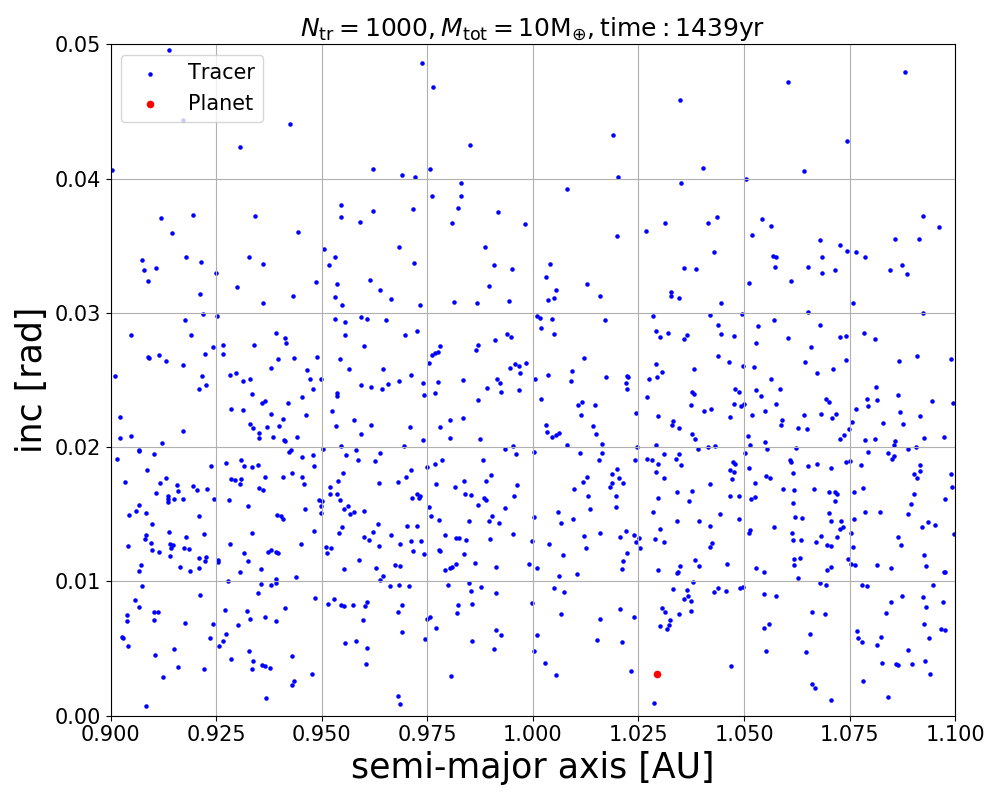 N_tr = 1000, M_tot = 10M⊕, time : 1439yr
Tracer
Planet
0.05
0.04
0.03
0.02
0.01
0.00
inc [rad]
0.900 0.925 0.950 0.975 1.000 1.025 1.050 1.075 1.100
semi-major axis [AU]